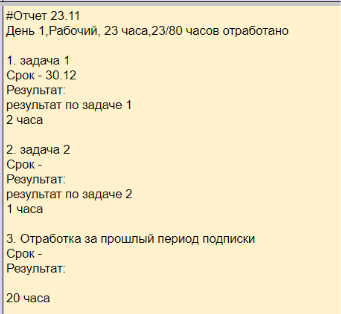 #Отчет 23.11
День 1,Рабочий, 23 часа,23/80 часов отработано
1. задача 1
Срок - 30.12
Результат:
результат по задаче 1
2 часа
2. задача 2
Срок -
Результат:
результат по задаче 2
1 часа
3. Отработка за прошлый период подписки
Срок -
Результат:
20 часа